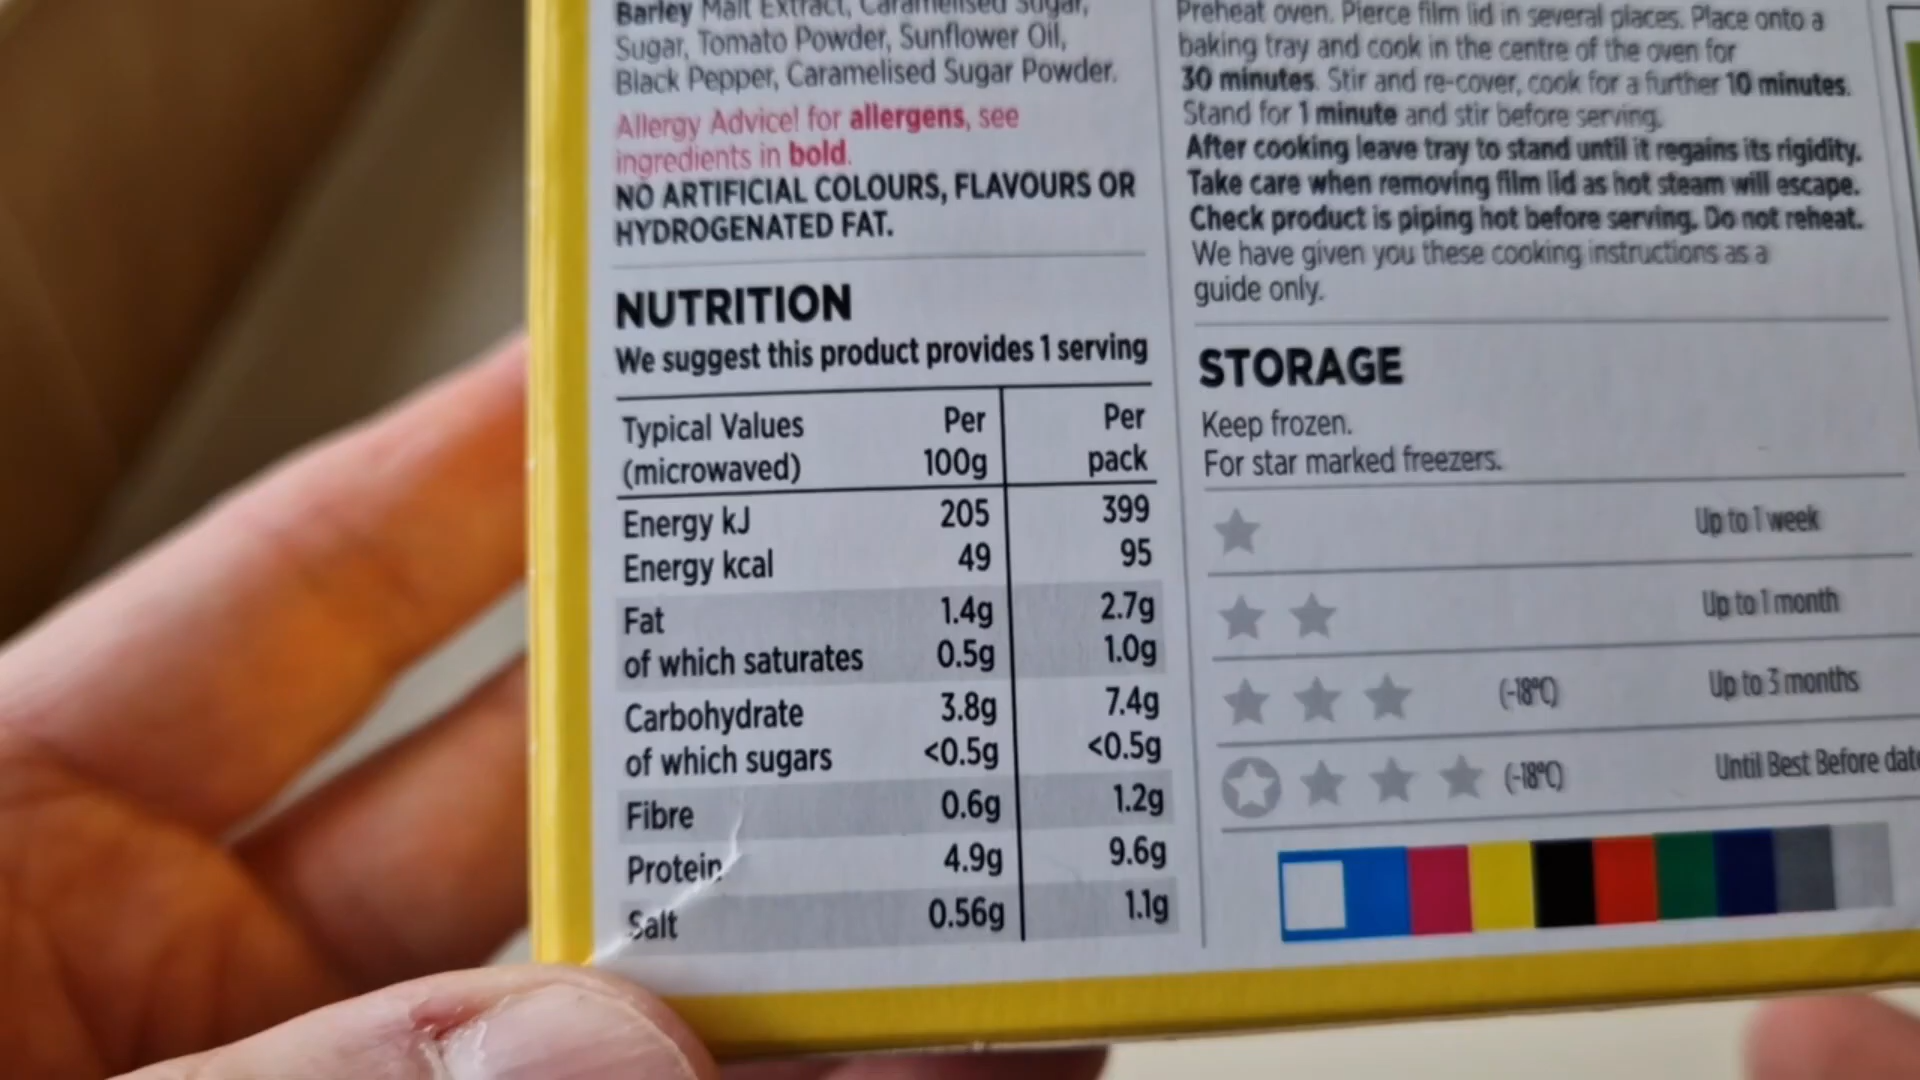 Barley Malt Extract, Caramelised Sugar,
Sugar, Tomato Powder, Sunflower Oil,
Black Pepper, Caramelised Sugar Powder.
Allergy Advice! for allergens, see
ingredients in bold.
NO ARTIFICIAL COLOURS, FLAVOURS OR
HYDROGENATED FAT.
NUTRITION
We suggest this product provides 1 serving
Typical Values Per Per
(microwaved) 100g pack
Energy kJ 205 399
Energy kcal 49 95
Fat 1.4g 2.7g
of which saturates 0.5g 1.0g
Carbohydrate 3.8g 7.4g
of which sugars <0.5g <0.5g
Fibre 0.6g 1.2g
Protein 4.9g 9.6g
Salt 0.56g 1.1g
Preheat oven. Pierce film lid in several places. Place onto a
baking tray and cook in the centre of the oven for
30 minutes. Stir and re-cover, cook for a further 10 minutes.
Stand for 1 minute and stir before serving.
After cooking leave tray to stand until it regains its rigidity.
Take care when removing film lid as hot steam will escape.
Check product is piping hot before serving. Do not reheat.
We have given you these cooking instructions as a
guide only.
STORAGE
Keep frozen.
For star marked freezers.
Up to 1 week
Up to 1 month
(-18°C) Up to 3 months
(-18°C) Until Best Before date